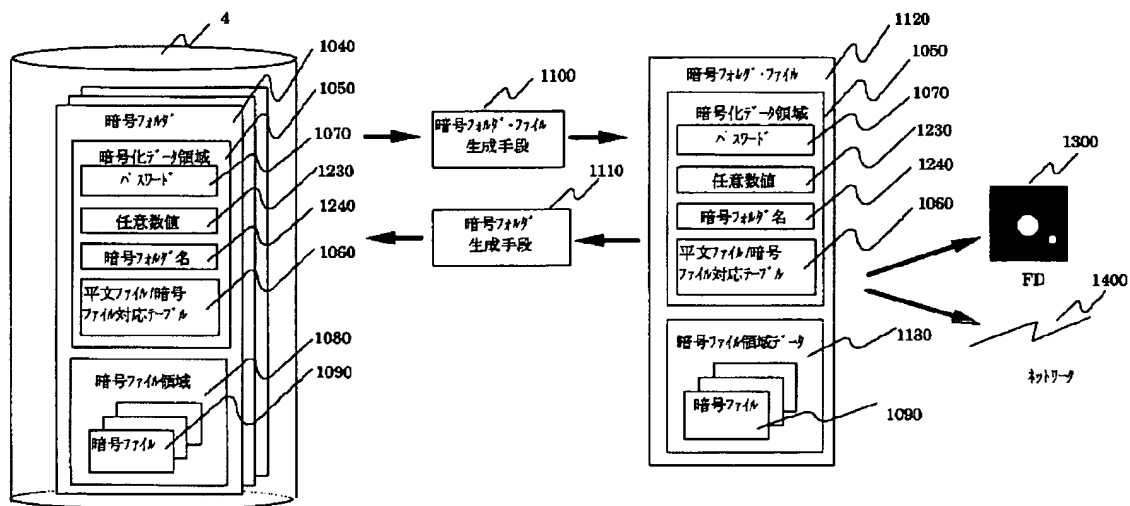 4
1040
1050
1070
1230
1240
1060
1080
1090
暗号フォルダ
暗号化データ領域
パスワード
任意数値
暗号フォルダ名
平文ファイル/暗号
ファイル対応テーブル
暗号ファイル領域
暗号ファイル
1100
暗号フォルダ・ファイル
生成手段
1110
暗号フォルダ
生成手段
1120
1050
1070
1230
1240
1060
暗号フォルダ・ファイル
暗号化データ領域
パスワード
任意数値
暗号フォルダ名
平文ファイル/暗号
ファイル対応テーブル
暗号ファイル領域データ
1130
暗号ファイル
1090
1300
FD
1400
ネットワータ